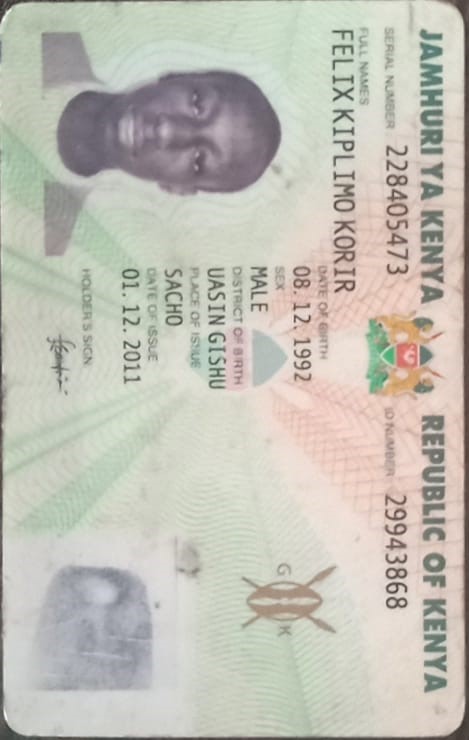 JAMHURI YA KENYA REPUBLIC OF KENYA
SERIAL NUMBER 228405473 ID NUMBER 29943868
FULL NAMES
FELIX KIPLIMO KORIR
DATE OF BIRTH
08. 12. 1992
SEX
MALE
DISTRICT OF BIRTH
UASIN GISHU
PLACE OF ISSUE
SACHO
DATE OF ISSUE
01. 12. 2011
HOLDER'S SIGN.
G K